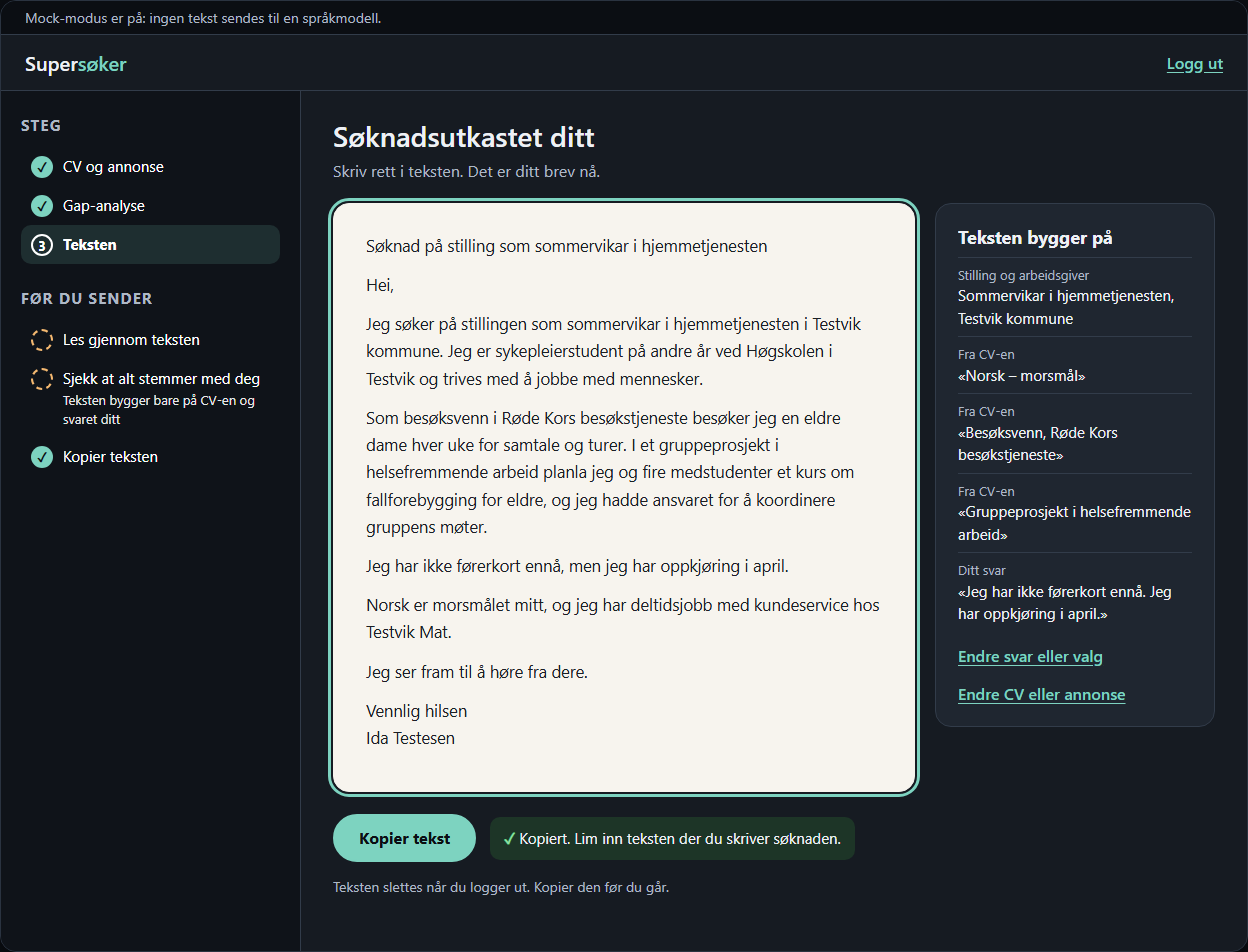 Mock-modus er på: ingen tekst sendes til en språkmodell.
Supersøker
Logg ut
STEG
CV og annonse
Gap-analyse
3 Teksten
FØR DU SENDER
Les gjennom teksten
Sjekk at alt stemmer med deg
Teksten bygger bare på CV-en og
svaret ditt
Kopier teksten
Søknadsutkastet ditt
Skriv rett i teksten. Det er ditt brev nå.
Søknad på stilling som sommervikar i hjemmetjenesten
Hei,
Jeg søker på stillingen som sommervikar i hjemmetjenesten i Testvik
kommune. Jeg er sykepleierstudent på andre år ved Høgskolen i
Testvik og trives med å jobbe med mennesker.
Som besøksvenn i Røde Kors besøkstjeneste besøker jeg en eldre
dame hver uke for samtale og turer. I et gruppeprosjekt i
helsefremmende arbeid planla jeg og fire medstudenter et kurs om
fallforebygging for eldre, og jeg hadde ansvaret for å koordinere
gruppens møter.
Jeg har ikke førerkort ennå, men jeg har oppkjøring i april.
Norsk er morsmålet mitt, og jeg har deltidsjobb med kundeservice hos
Testvik Mat.
Jeg ser fram til å høre fra dere.
Vennlig hilsen
Ida Testesen
Kopier tekst
✓ Kopiert. Lim inn teksten der du skriver søknaden.
Teksten slettes når du logger ut. Kopier den før du går.
Teksten bygger på
Stilling og arbeidsgiver
Sommervikar i hjemmetjenesten,
Testvik kommune
Fra CV-en
«Norsk – morsmål»
Fra CV-en
«Besøksvenn, Røde Kors
besøkstjeneste»
Fra CV-en
«Gruppeprosjekt i helsefremmende
arbeid»
Ditt svar
«Jeg har ikke førerkort ennå. Jeg
har oppkjøring i april.»
Endre svar eller valg
Endre CV eller annonse